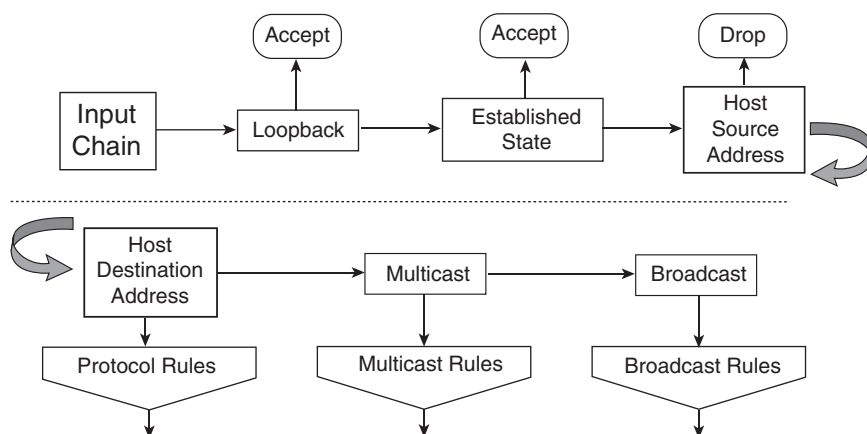 Accept
Accept
Drop
Input
Chain
Loopback
Established
State
Host
Source
Address
Host
Destination
Address
Multicast
Broadcast
Protocol Rules
Multicast Rules
Broadcast Rules